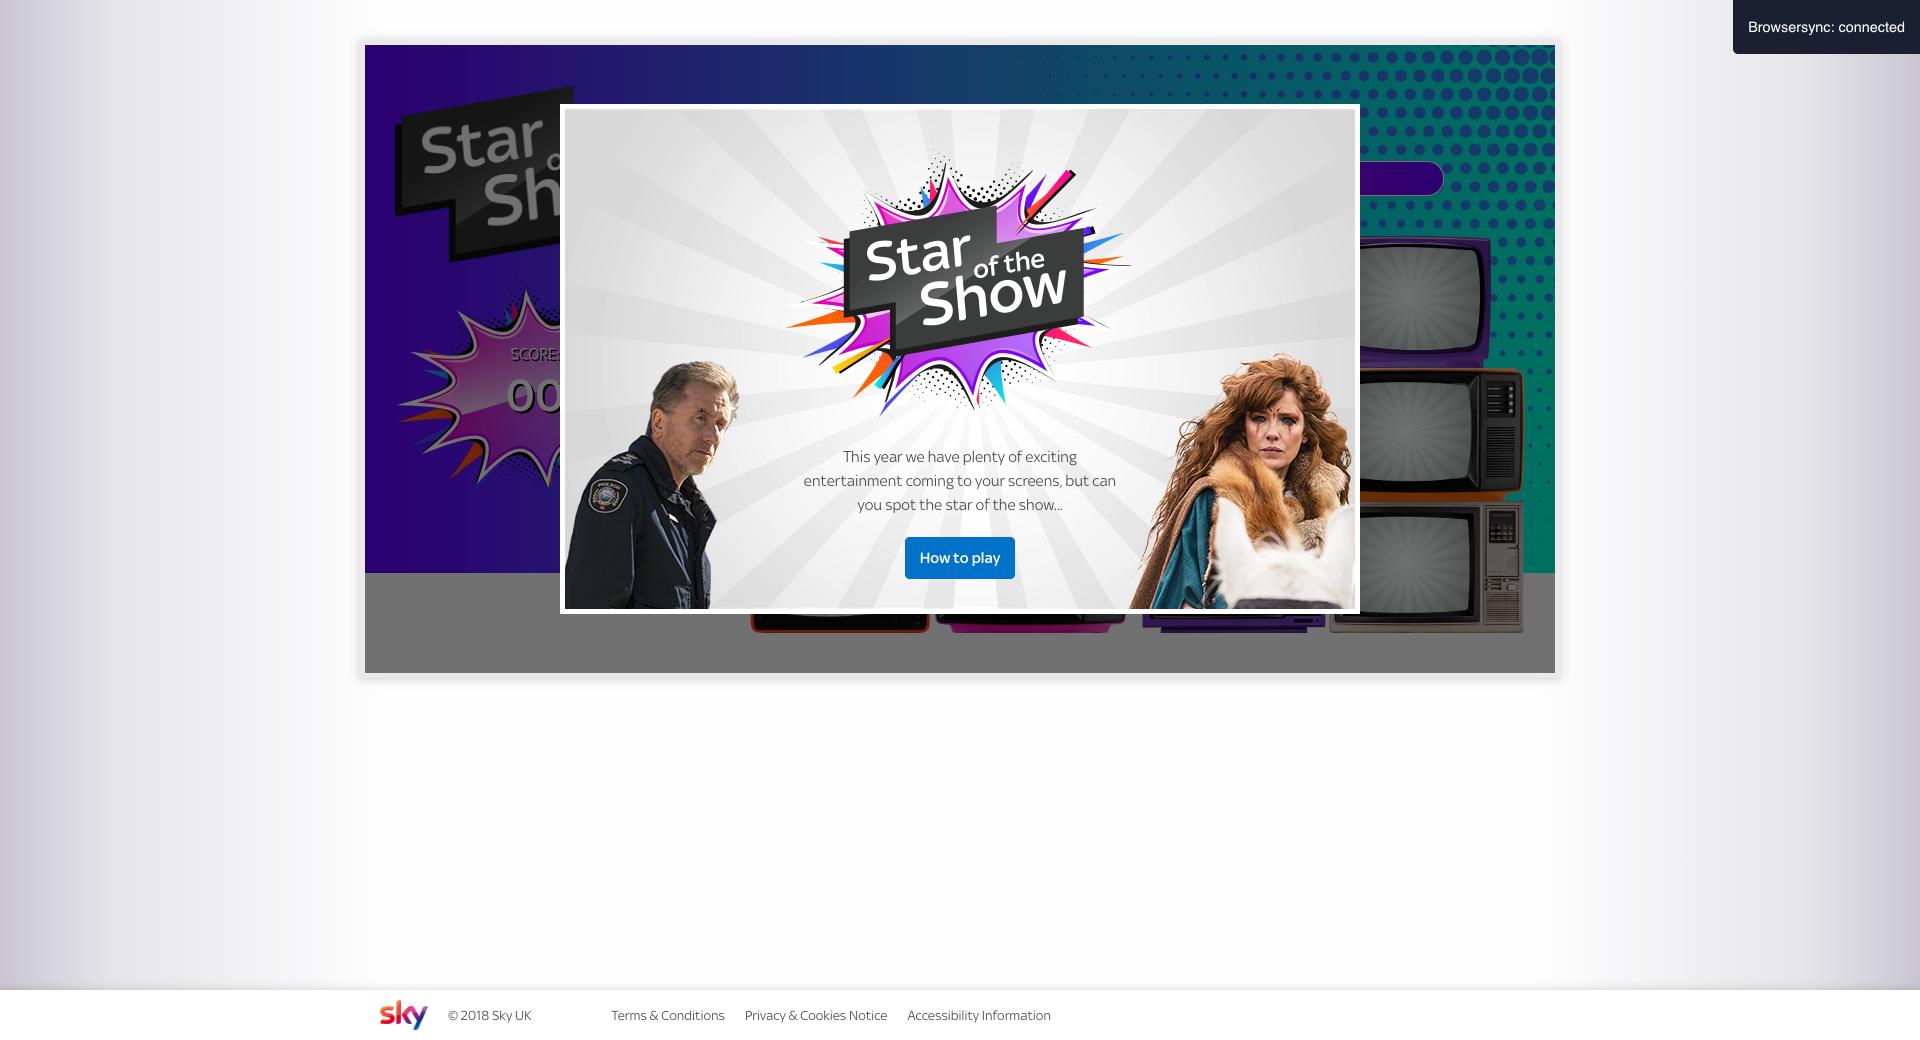 Browsersync: connected
Star
Sh
SCORE:
00
Star
of the
Show
POLICE
This year we have plenty of exciting
entertainment coming to your screens, but can
you spot the star of the show...
How to play
sky
© 2018 Sky UK
Terms & Conditions
Privacy & Cookies Notice
Accessibility Information